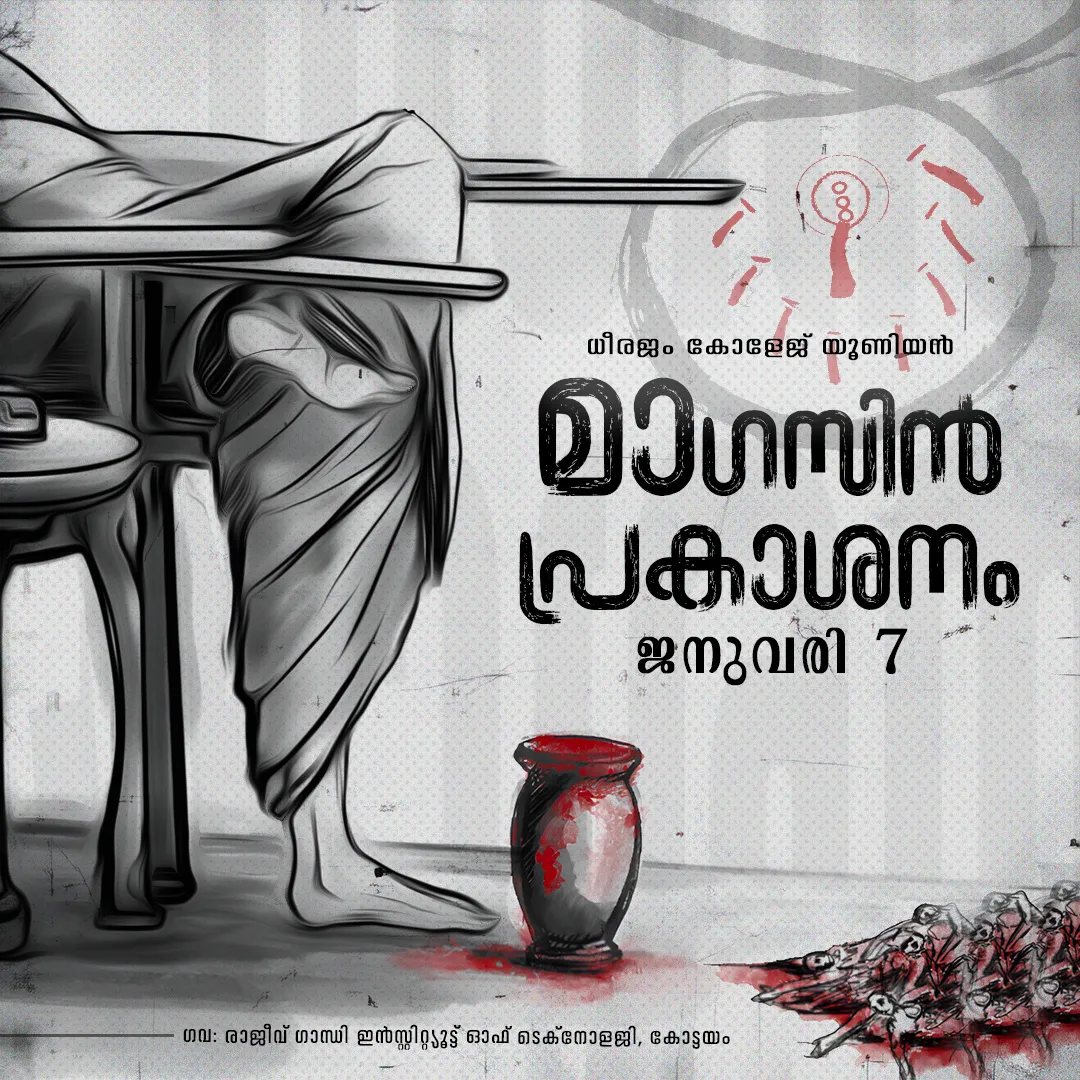 ധീരജം കോളേജ് യൂണിയൻ
മാഗസിൻ
പ്രകാശനം
ജനുവരി 7
ഗവ: രാജീവ് ഗാന്ധി ഇൻസ്റ്റിറ്റ്യൂട്ട് ഓഫ് ടെക്നോളജി, കോട്ടയം